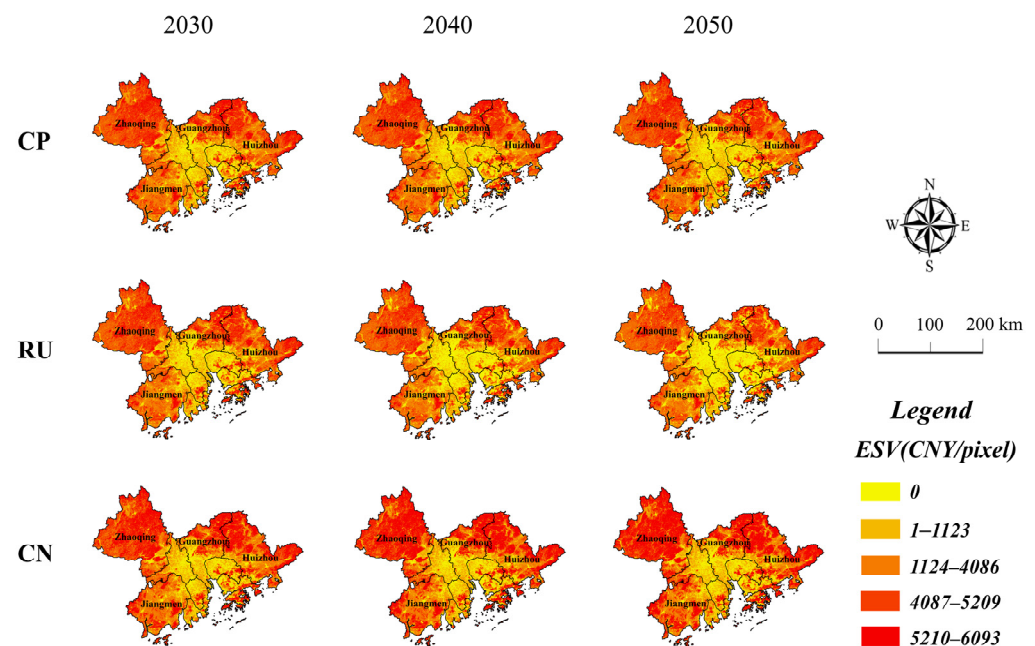 2030 2040 2050
CP
Zhaoqing Guangzhou Huizhou Jiangmen
Zhaoqing Guangzhou Huizhou Jiangmen
Zhaoqing Guangzhou Huizhou Jiangmen
N
W E
S
RU
Zhaoqing Guangzhou Huizhou Jiangmen
Zhaoqing Guangzhou Huizhou Jiangmen
Zhaoqing Guangzhou Huizhou Jiangmen
0 100 200 km
CN
Zhaoqing Guangzhou Huizhou Jiangmen
Zhaoqing Guangzhou Huizhou Jiangmen
Zhaoqing Guangzhou Huizhou Jiangmen
Legend
ESV(CNY/pixel)
0
1–1123
1124–4086
4087–5209
5210–6093